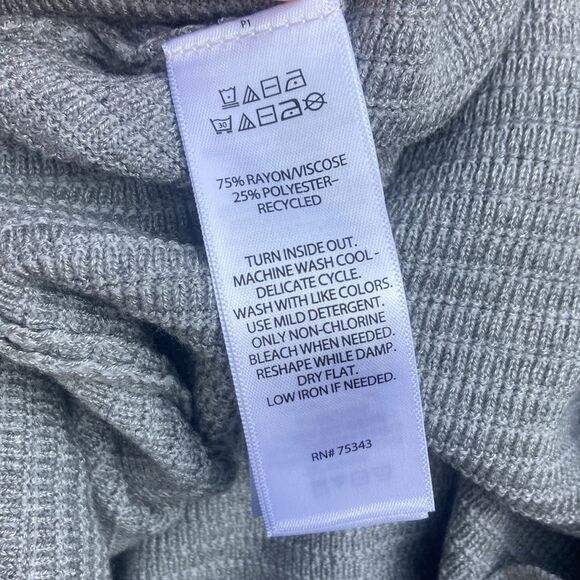 P1
30
75% RAYON/VISCOSE
25% POLYESTER-
RECYCLED
TURN INSIDE OUT.
MACHINE WASH COOL -
DELICATE CYCLE.
WASH WITH LIKE COLORS.
USE MILD DETERGENT.
ONLY NON-CHLORINE
BLEACH WHEN NEEDED.
RESHAPE WHILE DAMP.
DRY FLAT.
LOW IRON IF NEEDED.
RN# 75343